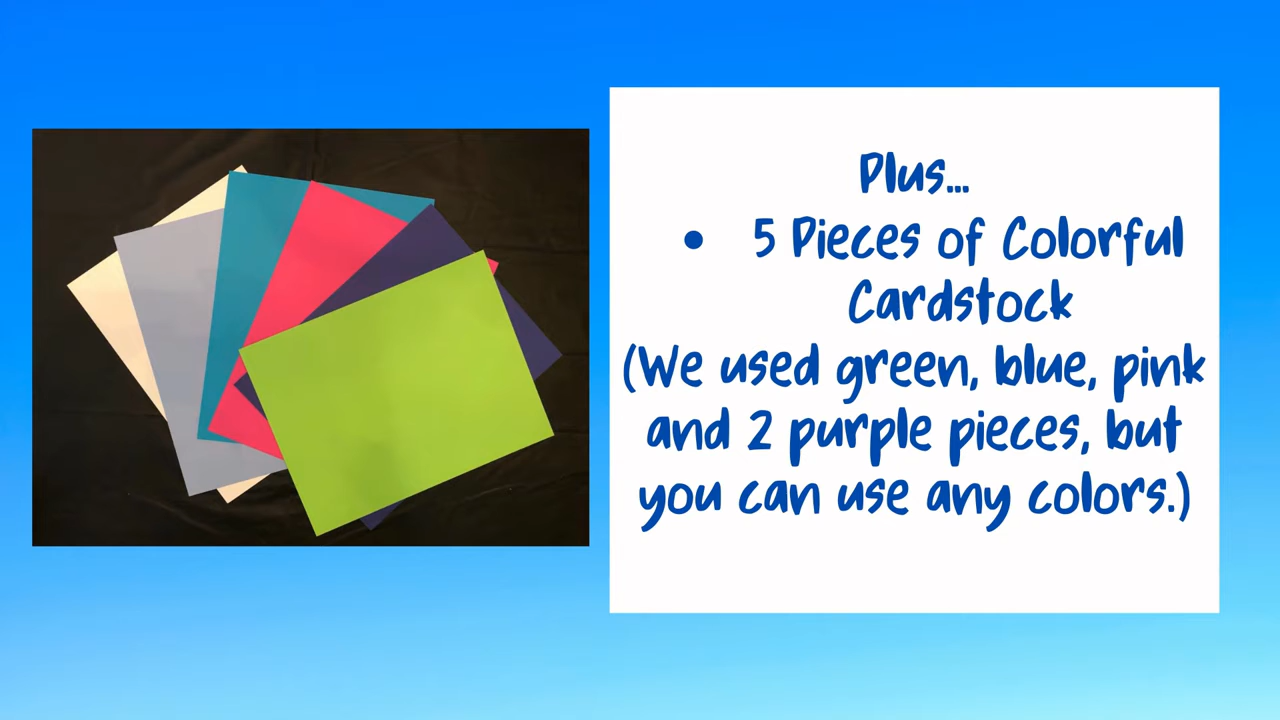 Plus...
• 5 Pieces of Colorful
Cardstock
(We used green, blue, pink
and 2 purple pieces, but
you can use any colors.)